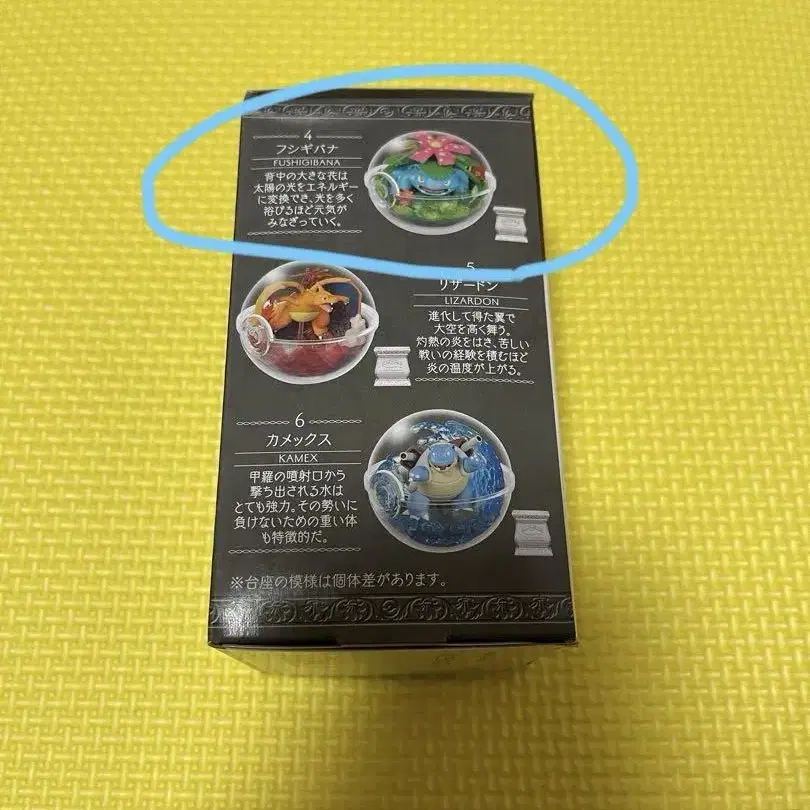 4
フシギバナ
FUSHIGIBANA
背中の大きな花は
太陽の光をエネルギー
に変換でき、光を多く
浴びるほど元気が
みなぎっていく。
5
リザードン
LIZARDON
進化して得た翼で
大空を高く舞う。
灼熱の炎をはき、苦しい
戦いの経験を積むほど
炎の温度が上がる。
6
カメックス
KAMEX
甲羅の噴射口から
撃ち出される水は
とても強力。その勢いに
負けないための重い体
も特徴的だ。
※台座の模様は個体差があります。